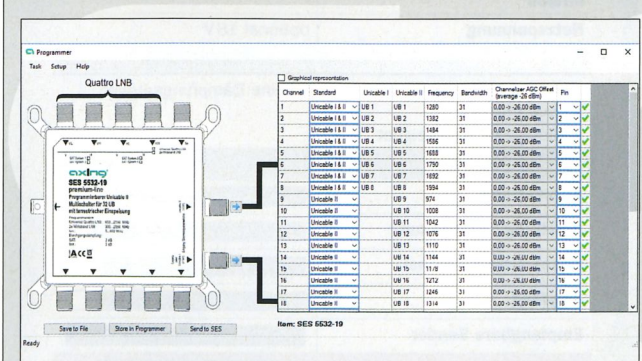 Programmer
Task Setup Help
Quattro LNB
Graphical representation
Channel Standard Unicable I Unicable II Frequency Bandwidth Channelizer AGC Offset (average -26 dBm) Pin
1 Unicable I & II UB 1 UB 1 1280 31 0.00 -> -26.00 dBm 1
2 Unicable I & II UB 2 UB 2 1382 31 0.00 -> -26.00 dBm 2
3 Unicable I & II UB 3 UB 3 1484 31 0.00 -> -26.00 dBm 3
4 Unicable I & II UB 4 UB 4 1586 31 0.00 -> -26.00 dBm 4
5 Unicable I & II UB 5 UB 5 1688 31 0.00 -> -26.00 dBm 5
6 Unicable I & II UB 6 UB 6 1790 31 0.00 -> -26.00 dBm 6
7 Unicable I & II UB 7 UB 7 1892 31 0.00 -> -26.00 dBm 7
8 Unicable I & II UB 8 UB 8 1994 31 0.00 -> -26.00 dBm 8
9 Unicable II UB 9 974 31 0.00 -> -26.00 dBm 9
10 Unicable II UB 10 1008 31 0.00 -> -26.00 dBm 10
11 Unicable II UB 11 1042 31 0.00 -> -26.00 dBm 11
12 Unicable II UB 12 1076 31 0.00 -> -26.00 dBm 12
13 Unicable II UB 13 1110 31 0.00 -> -26.00 dBm 13
14 Unicable II UB 14 1144 31 0.00 -> -26.00 dBm 14
15 Unicable II UB 15 1178 31 0.00 -> -26.00 dBm 15
16 Unicable II UB 16 1212 31 0.00 -> -26.00 dBm 16
17 Unicable II UB 17 1246 31 0.00 -> -26.00 dBm 17
18 Unicable II UB 18 1314 31 0.00 -> -26.00 dBm 18
axing
SES 5532-19
premium-line
Programmierbarer Unicable II
Multischalter für 32 UB
mit terrestrischer Einspeisung
Item: SES 5532-19
Save to File
Store in Programmer
Send to SES
Ready